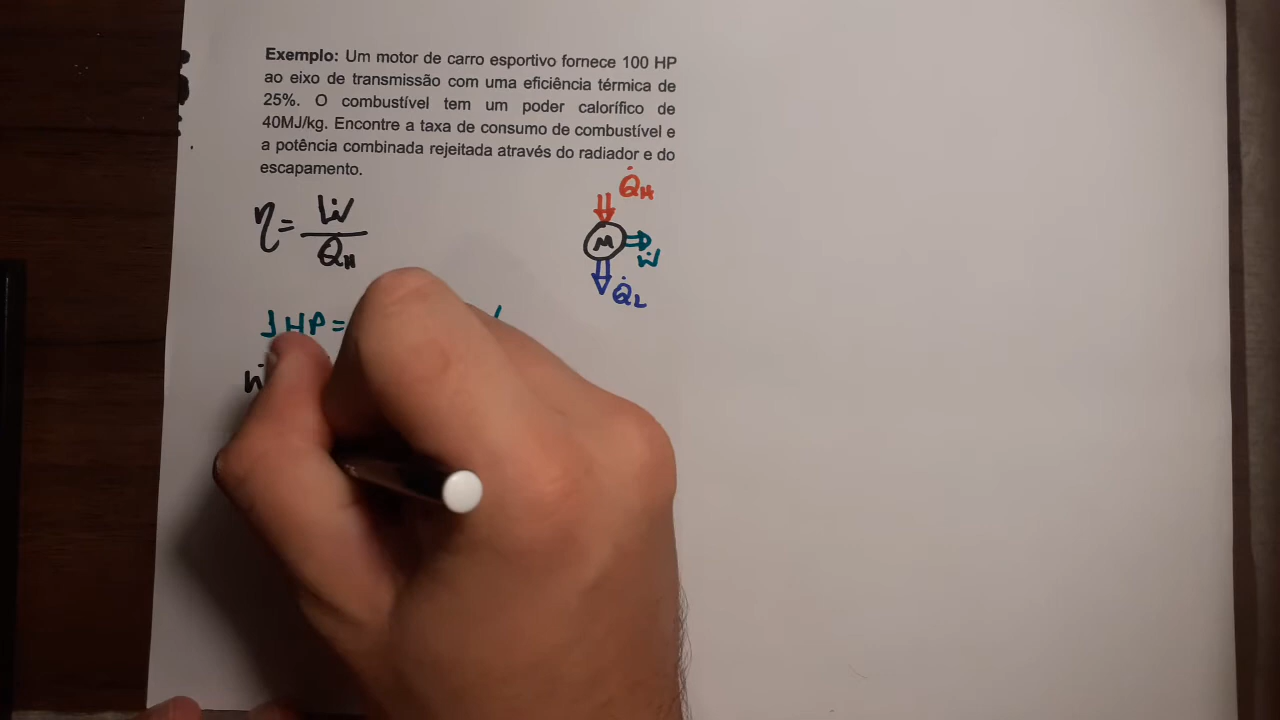 Exemplo: Um motor de carro esportivo fornece 100 HP
ao eixo de transmissão com uma eficiência térmica de
25%. O combustível tem um poder calorífico de
40MJ/kg. Encontre a taxa de consumo de combustível e
a potência combinada rejeitada através do radiador e do
escapamento.
Q̇H
η = Ẇ / QH
M
Ẇ
Q̇L
1 HP =
Ẇ